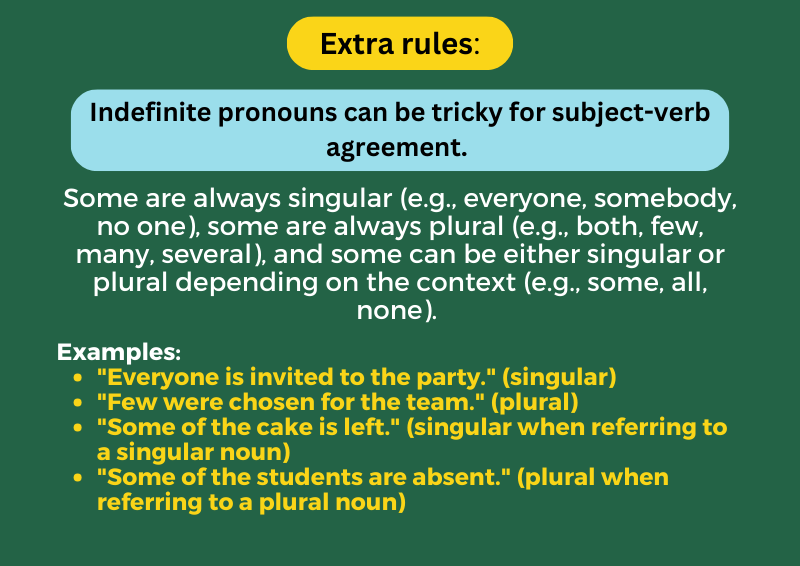 Extra rules:
Indefinite pronouns can be tricky for subject-verb
agreement.
Some are always singular (e.g., everyone, somebody,
no one), some are always plural (e.g., both, few,
many, several), and some can be either singular or
plural depending on the context (e.g., some, all,
none).
Examples:
• "Everyone is invited to the party." (singular)
• "Few were chosen for the team." (plural)
• "Some of the cake is left." (singular when referring to
a singular noun)
• "Some of the students are absent." (plural when
referring to a plural noun)